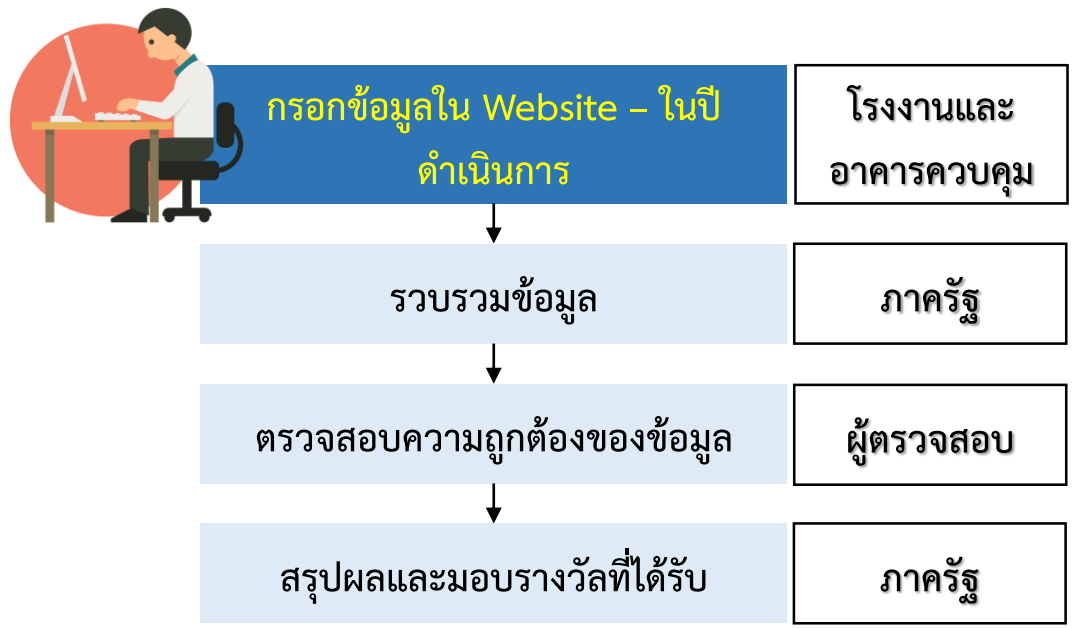 กรอกข้อมูลใน Website – ในปี
ดำเนินการ
โรงงานและ
อาคารควบคุม
รวบรวมข้อมูล
ภาครัฐ
ตรวจสอบความถูกต้องของข้อมูล
ผู้ตรวจสอบ
สรุปผลและมอบรางวัลที่ได้รับ
ภาครัฐ